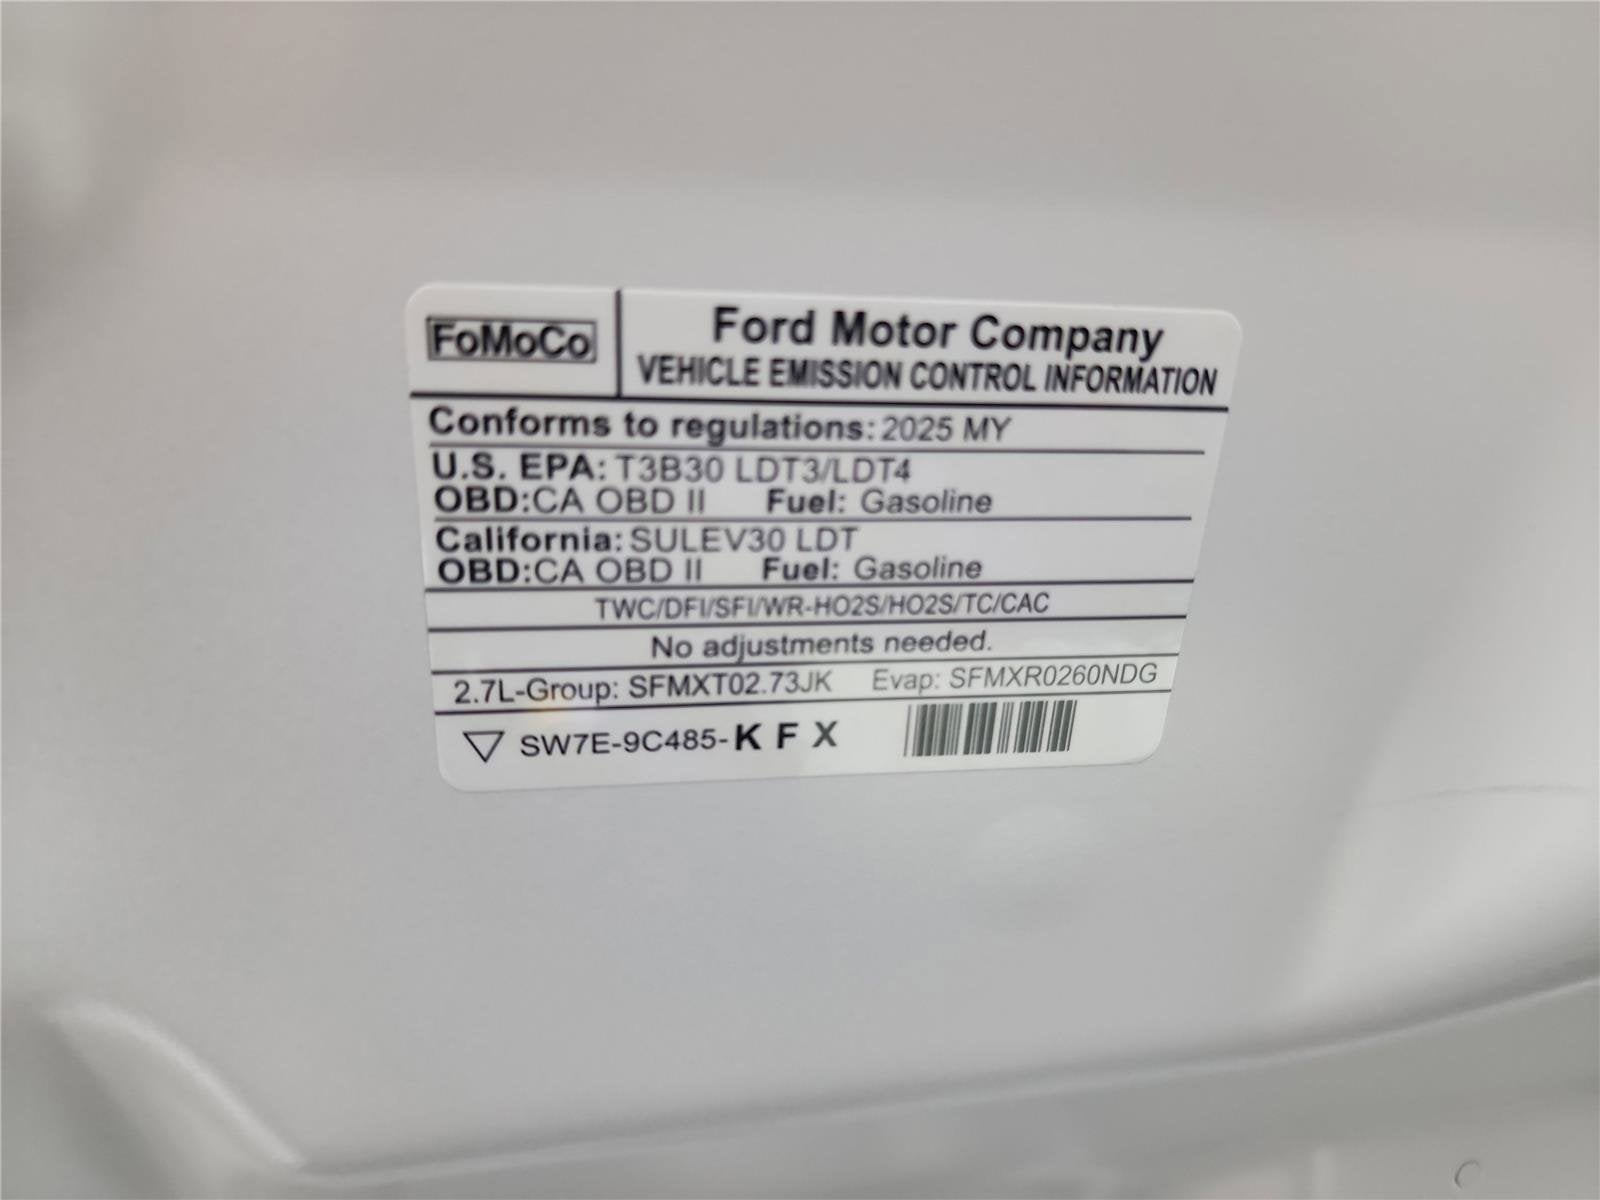 FoMoCo
Ford Motor Company
VEHICLE EMISSION CONTROL INFORMATION
Conforms to regulations: 2025 MY
U.S. EPA: T3B30 LDT3/LDT4
OBD:CA OBD II Fuel: Gasoline
California: SULEV30 LDT
OBD:CA OBD II Fuel: Gasoline
TWC/DFI/SFI/WR-HO2S/HO2S/TC/CAC
No adjustments needed.
2.7L-Group: SFMXT02.73JK Evap: SFMXR0260NDG
SW7E-9C485-K F X